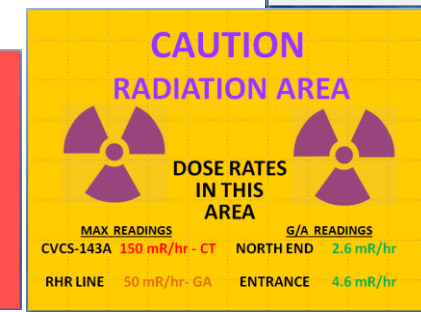 CAUTION
RADIATION AREA
DOSE RATES
IN THIS
AREA
MAX READINGS
CVCS-143A 150 mR/hr - CT
RHR LINE 50 mR/hr- GA
G/A READINGS
NORTH END 2.6 mR/hr
ENTRANCE 4.6 mR/hr